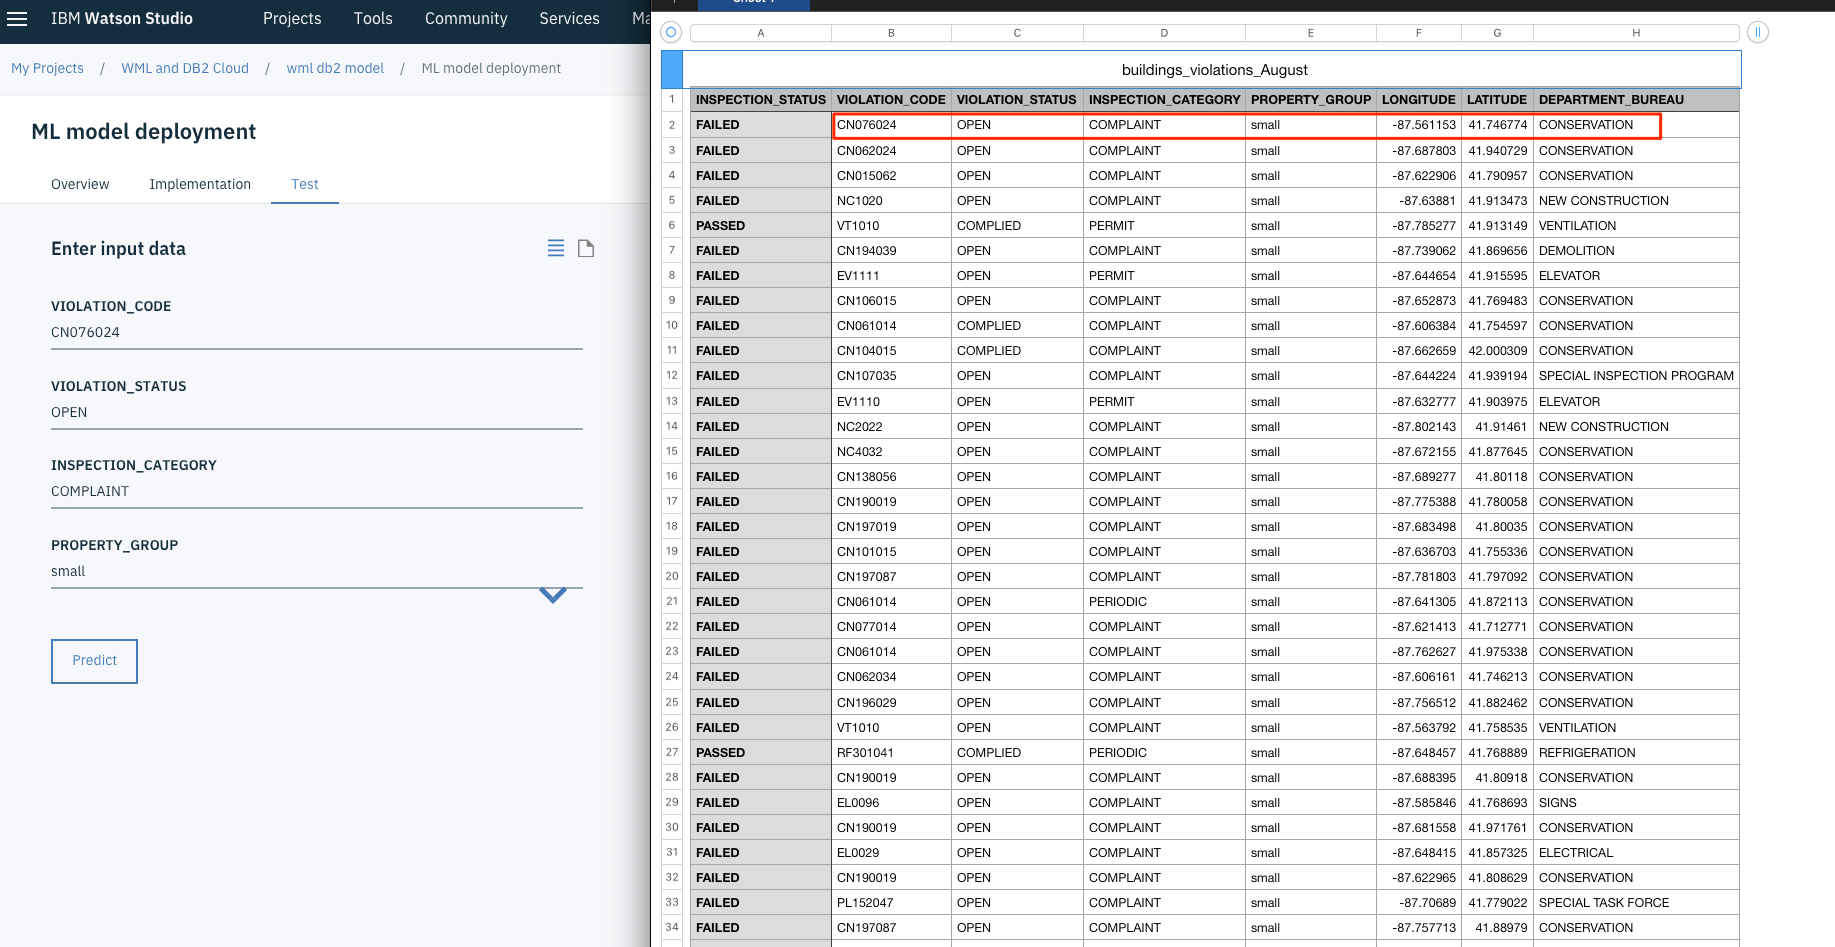 IBM Watson Studio Projects Tools Community Services
My Projects / WML and DB2 Cloud / wml db2 model / ML model deployment
ML model deployment
Overview Implementation Test
Enter input data
VIOLATION_CODE
CN076024
VIOLATION_STATUS
OPEN
INSPECTION_CATEGORY
COMPLAINT
PROPERTY_GROUP
small
Predict
A B C D E F G H
buildings_violations_August
1 INSPECTION_STATUS VIOLATION_CODE VIOLATION_STATUS INSPECTION_CATEGORY PROPERTY_GROUP LONGITUDE LATITUDE DEPARTMENT_BUREAU
2 FAILED CN076024 OPEN COMPLAINT small -87.561153 41.746774 CONSERVATION
3 FAILED CN062024 OPEN COMPLAINT small -87.687803 41.940729 CONSERVATION
4 FAILED CN015062 OPEN COMPLAINT small -87.622906 41.790957 CONSERVATION
5 FAILED NC1020 OPEN COMPLAINT small -87.63881 41.913473 NEW CONSTRUCTION
6 PASSED VT1010 COMPLIED PERMIT small -87.785277 41.913149 VENTILATION
7 FAILED CN194039 OPEN COMPLAINT small -87.739062 41.869656 DEMOLITION
8 FAILED EV1111 OPEN PERMIT small -87.644654 41.915595 ELEVATOR
9 FAILED CN106015 OPEN COMPLAINT small -87.652873 41.769483 CONSERVATION
10 FAILED CN061014 COMPLIED COMPLAINT small -87.606384 41.754597 CONSERVATION
11 FAILED CN104015 COMPLIED COMPLAINT small -87.662659 42.000309 CONSERVATION
12 FAILED CN107035 OPEN COMPLAINT small -87.644224 41.939194 SPECIAL INSPECTION PROGRAM
13 FAILED EV1110 OPEN PERMIT small -87.632777 41.903975 ELEVATOR
14 FAILED NC2022 OPEN COMPLAINT small -87.802143 41.91461 NEW CONSTRUCTION
15 FAILED NC4032 OPEN COMPLAINT small -87.672155 41.877645 CONSERVATION
16 FAILED CN138056 OPEN COMPLAINT small -87.689277 41.80118 CONSERVATION
17 FAILED CN190019 OPEN COMPLAINT small -87.775388 41.780058 CONSERVATION
18 FAILED CN197019 OPEN COMPLAINT small -87.683498 41.80035 CONSERVATION
19 FAILED CN101015 OPEN COMPLAINT small -87.636703 41.755336 CONSERVATION
20 FAILED CN197087 OPEN COMPLAINT small -87.781803 41.797092 CONSERVATION
21 FAILED CN061014 OPEN PERIODIC small -87.641305 41.872113 CONSERVATION
22 FAILED CN077014 OPEN COMPLAINT small -87.621413 41.712771 CONSERVATION
23 FAILED CN061014 OPEN COMPLAINT small -87.762627 41.975338 CONSERVATION
24 FAILED CN062034 OPEN COMPLAINT small -87.606161 41.746213 CONSERVATION
25 FAILED CN196029 OPEN COMPLAINT small -87.756512 41.882462 CONSERVATION
26 FAILED VT1010 OPEN COMPLAINT small -87.563792 41.758535 VENTILATION
27 PASSED RF301041 COMPLIED PERIODIC small -87.648457 41.768889 REFRIGERATION
28 FAILED CN190019 OPEN COMPLAINT small -87.688395 41.80918 CONSERVATION
29 FAILED EL0096 OPEN COMPLAINT small -87.585846 41.768693 SIGNS
30 FAILED CN190019 OPEN COMPLAINT small -87.681558 41.971761 CONSERVATION
31 FAILED EL0029 OPEN COMPLAINT small -87.648415 41.857325 ELECTRICAL
32 FAILED CN190019 OPEN COMPLAINT small -87.622965 41.808629 CONSERVATION
33 FAILED PL152047 OPEN COMPLAINT small -87.70689 41.779022 SPECIAL TASK FORCE
34 FAILED CN197087 OPEN COMPLAINT small -87.757713 41.88979 CONSERVATION